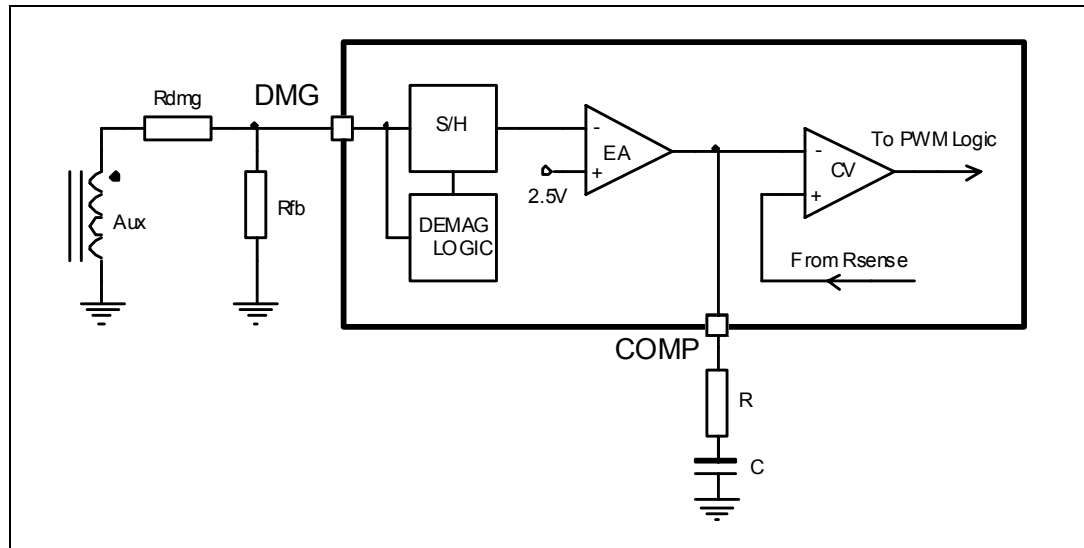 Rdmg
DMG
S/H
-
EA
+
2.5V
To PWM Logic
-
CV
+
Aux
Rfb
DEMAG
LOGIC
From Rsense
COMP
R
C